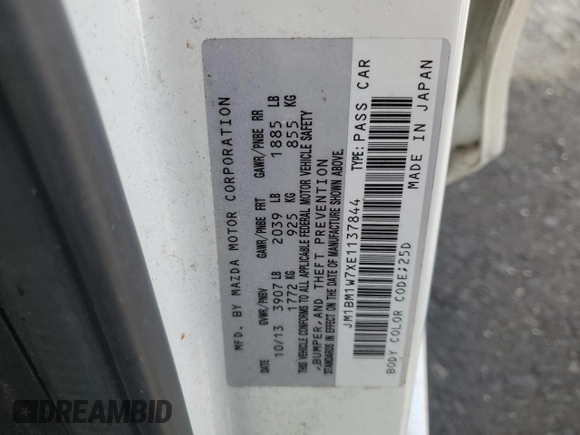 MFD. BY MAZDA MOTOR CORPORATION
DATE GVWR/PNBV GAWR/PNBE FRT GAWR/PNBE RR
10/13 3907 LB 2039 LB 1885 LB
1772 KG 925 KG 855 KG
THIS VEHICLE CONFORMS TO ALL APPLICABLE FEDERAL MOTOR VEHICLE SAFETY
,BUMPER,AND THEFT PREVENTION
STANDARDS IN EFFECT ON THE DATE OF MANUFACTURE SHOWN ABOVE.
JM1BM1W7XE1137844 TYPE: PASS CAR
BODY COLOR CODE;25D MADE IN JAPAN
DREAMBID